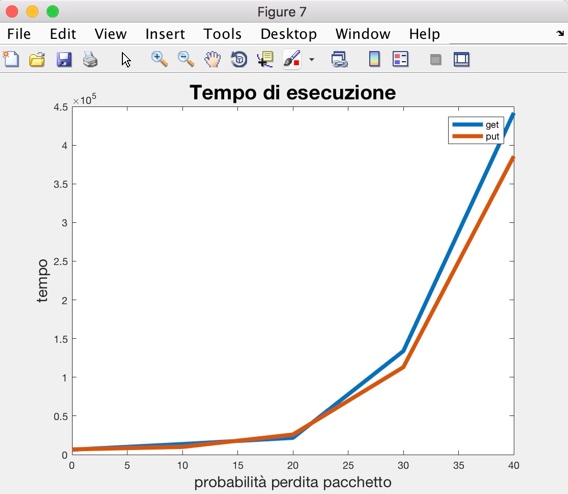 Figure 7
File Edit View Insert Tools Desktop Window Help
Tempo di esecuzione
×10⁵
4.5
4
3.5
3
2.5
2
1.5
1
0.5
0
tempo
get
put
0 5 10 15 20 25 30 35 40
probabilità perdita pacchetto